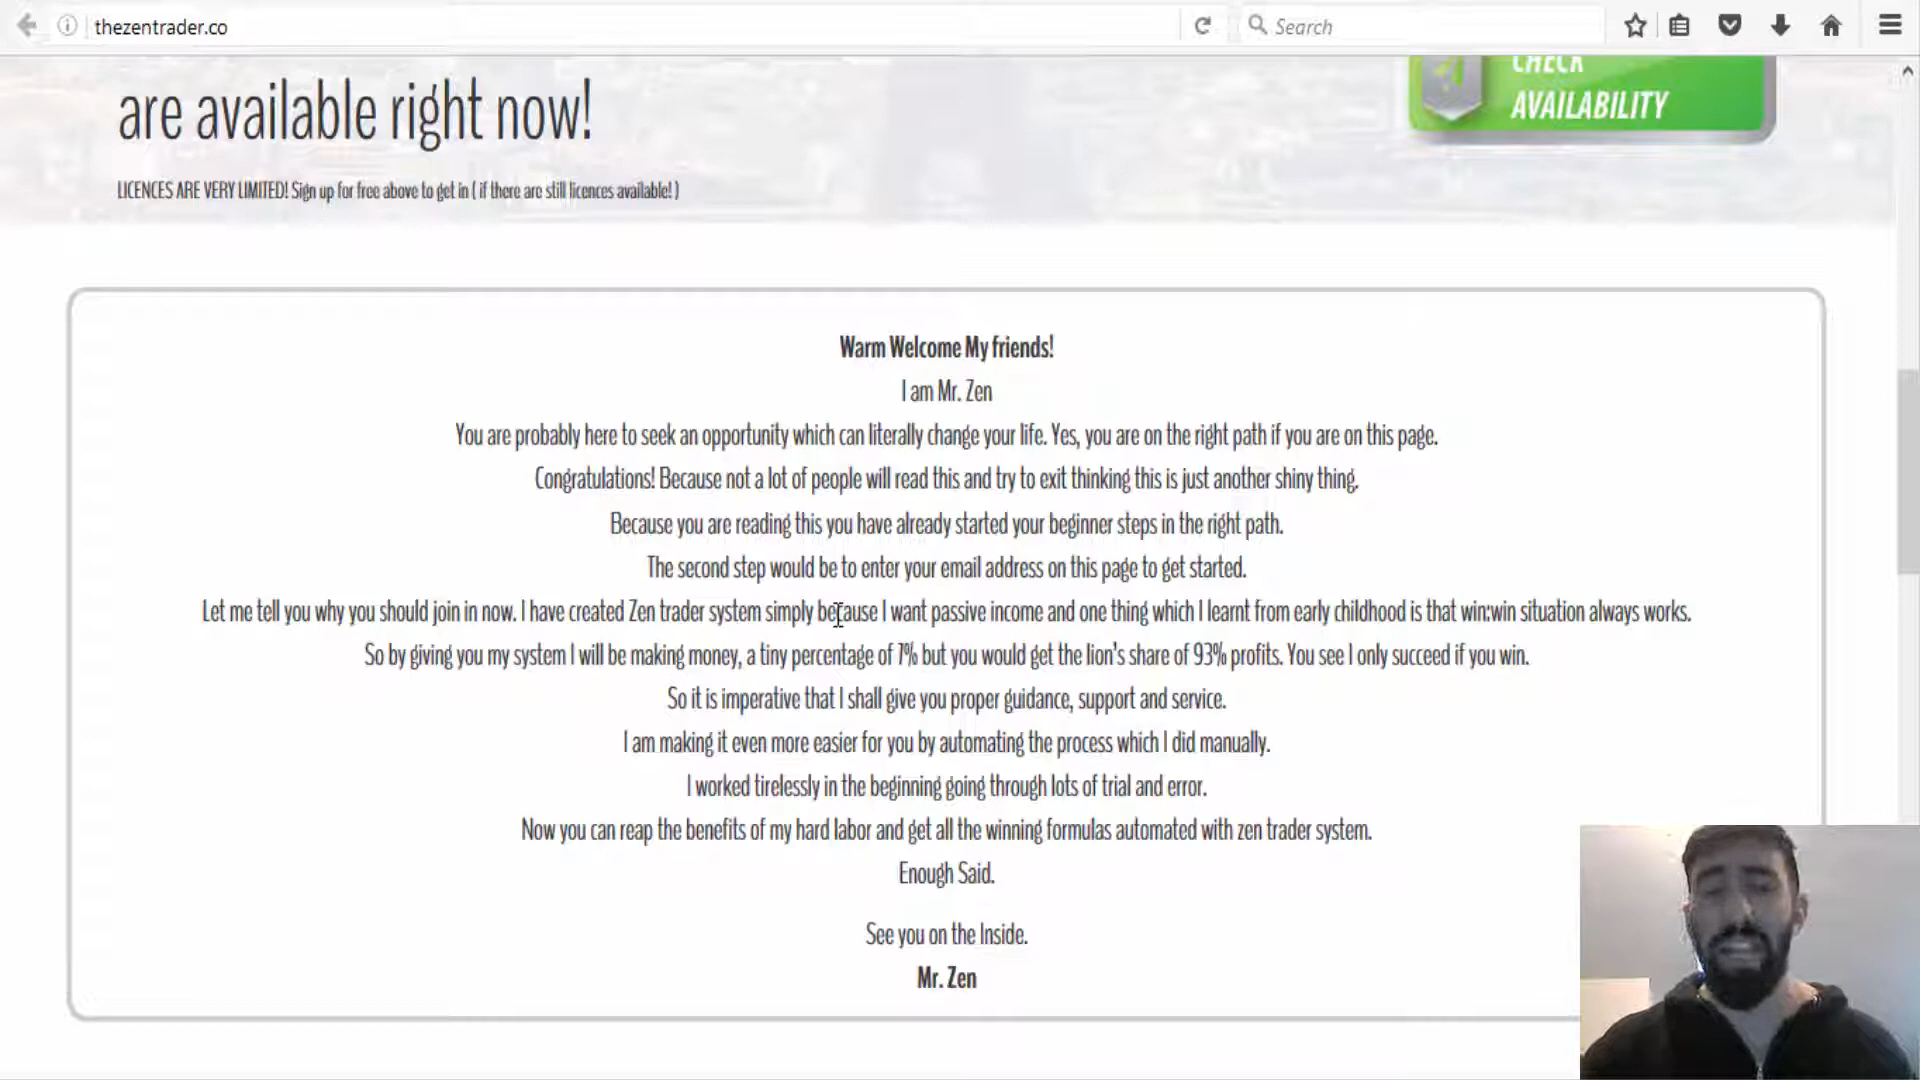 thezentrader.co
Search
CHECK
are available right now!
AVAILABILITY
LICENCES ARE VERY LIMITED! Sign up for free above to get in ( if there are still licences available! )
Warm Welcome My friends!
I am Mr. Zen
You are probably here to seek an opportunity which can literally change your life. Yes, you are on the right path if you are on this page.
Congratulations! Because not a lot of people will read this and try to exit thinking this is just another shiny thing.
Because you are reading this you have already started your beginner steps in the right path.
The second step would be to enter your email address on this page to get started.
Let me tell you why you should join in now. I have created Zen trader system simply because I want passive income and one thing which I learnt from early childhood is that win:win situation always works.
So by giving you my system I will be making money, a tiny percentage of 7% but you would get the lion's share of 93% profits. You see I only succeed if you win.
So it is imperative that I shall give you proper guidance, support and service.
I am making it even more easier for you by automating the process which I did manually.
I worked tirelessly in the beginning going through lots of trial and error.
Now you can reap the benefits of my hard labor and get all the winning formulas automated with zen trader system.
Enough Said.
See you on the Inside.
Mr. Zen